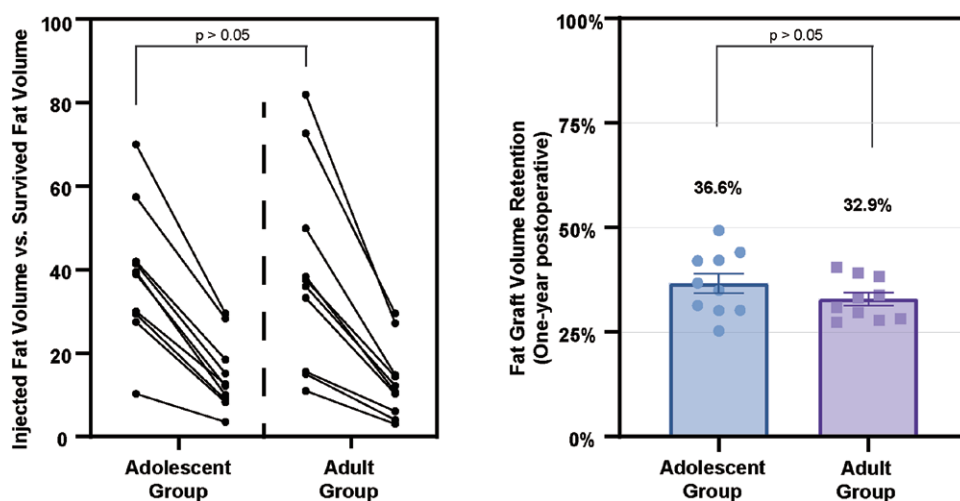 Injected Fat Volume vs. Survived Fat Volume
100
80
60
40
20
0
p > 0.05
Adolescent
Group
Adult
Group
Fat Graft Volume Retention
(One-year postoperative)
100%
75%
50%
25%
0%
p > 0.05
36.6%
32.9%
Adolescent
Group
Adult
Group